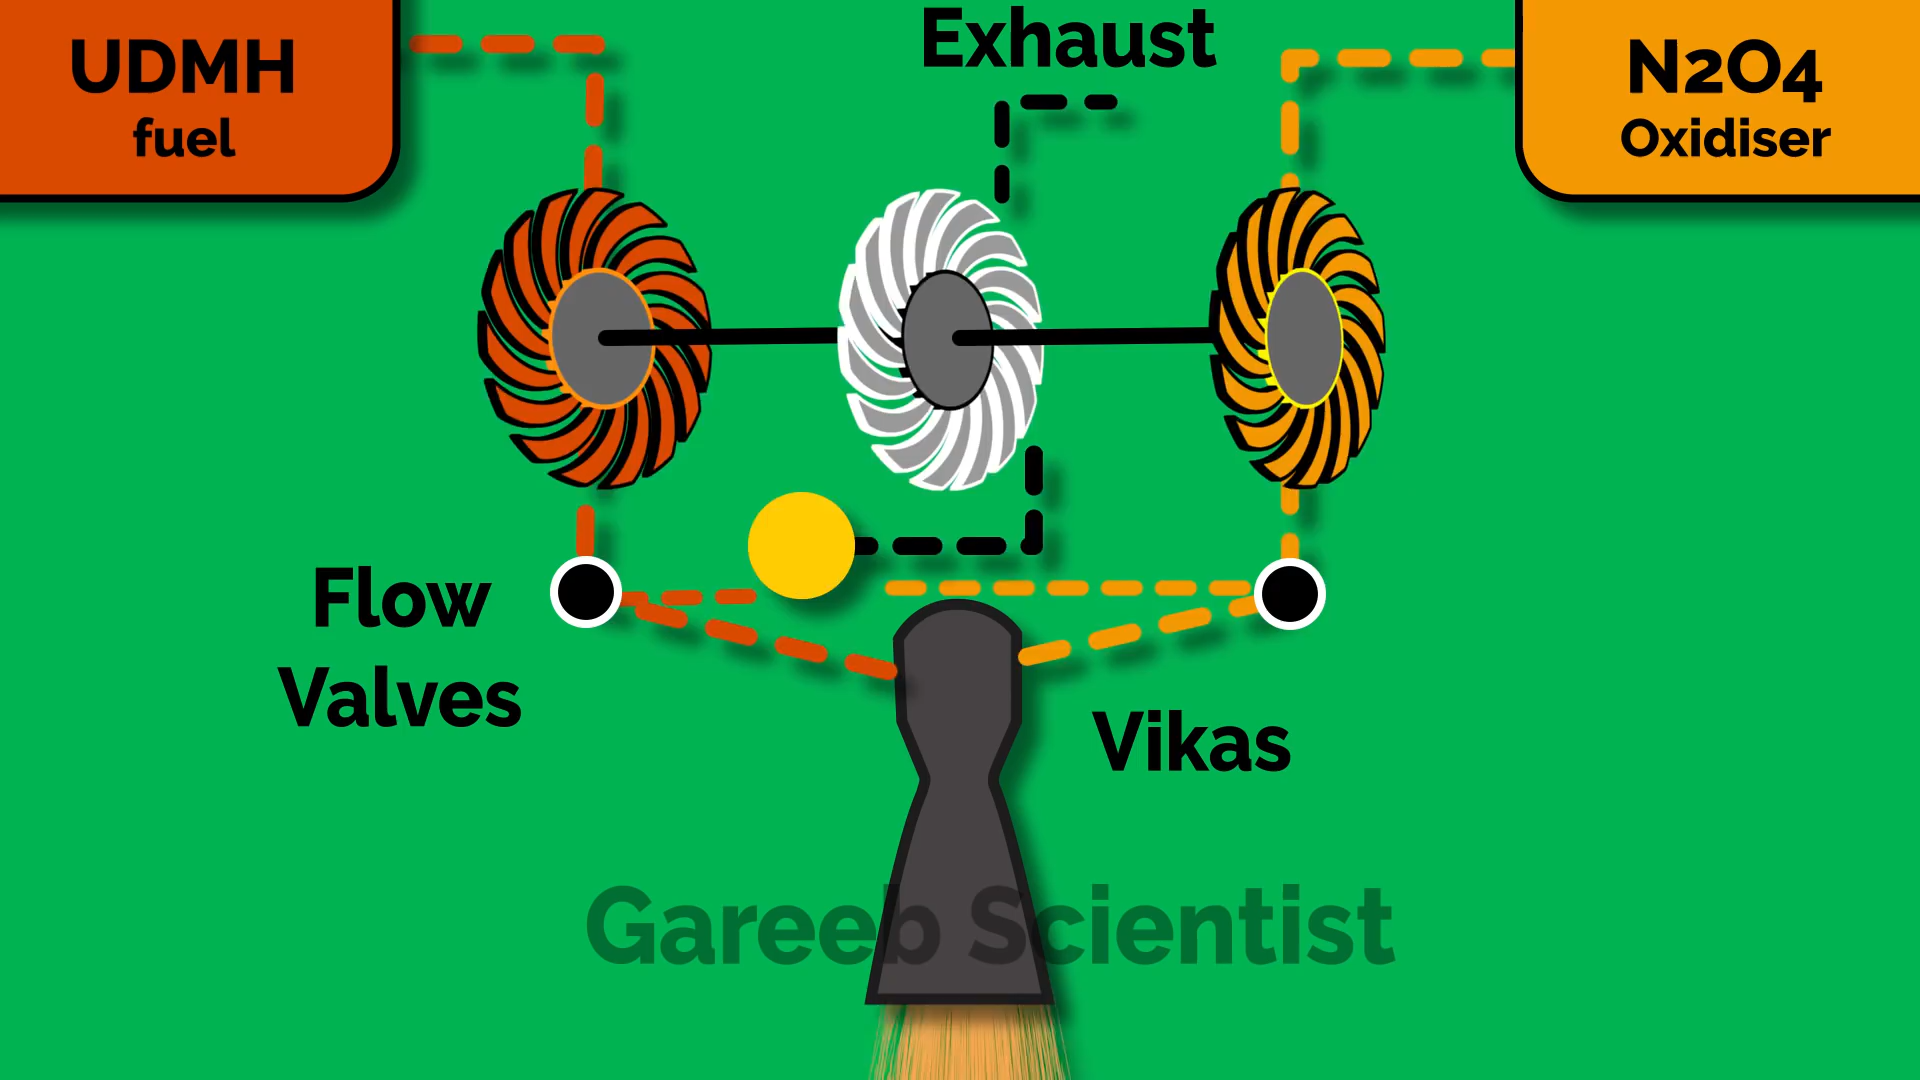 UDMH
fuel
Exhaust
N2O4
Oxidiser
Flow
Valves
Vikas
Gareeb Scientist